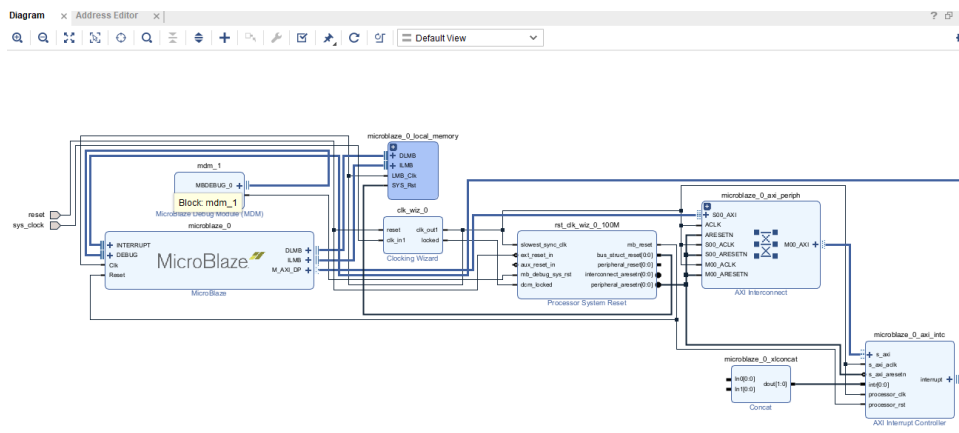 Diagram
Address Editor
Default View
microblaze_0_local_memory
DLMB
ILMB
LMB_Clk
SYS_Rst
mdm_1
MBDEBUG_0
Block: mdm_1
MicroBlaze Debug Module (MDM)
reset
sys_clock
microblaze_0
INTERRUPT
DEBUG
Clk
Reset
MicroBlaze
DLMB
ILMB
M_AXI_DP
MicroBlaze
clk_wiz_0
reset
clk_in1
clk_out1
locked
Clocking Wizard
rst_clk_wiz_0_100M
slowest_sync_clk
ext_reset_in
aux_reset_in
mb_debug_sys_rst
dcm_locked
mb_reset
bus_struct_reset[0:0]
peripheral_reset[0:0]
interconnect_aresetn[0:0]
peripheral_aresetn[0:0]
Processor System Reset
microblaze_0_axi_periph
S00_AXI
ACLK
ARESETN
S00_ACLK
S00_ARESETN
M00_ACLK
M00_ARESETN
M00_AXI
AXI Interconnect
microblaze_0_xlconcat
In0[0:0]
In1[0:0]
dout[1:0]
Concat
microblaze_0_axi_intc
s_axi
s_axi_aclk
s_axi_aresetn
intr[0:0]
processor_clk
processor_rst
interrupt
AXI Interrupt Controller